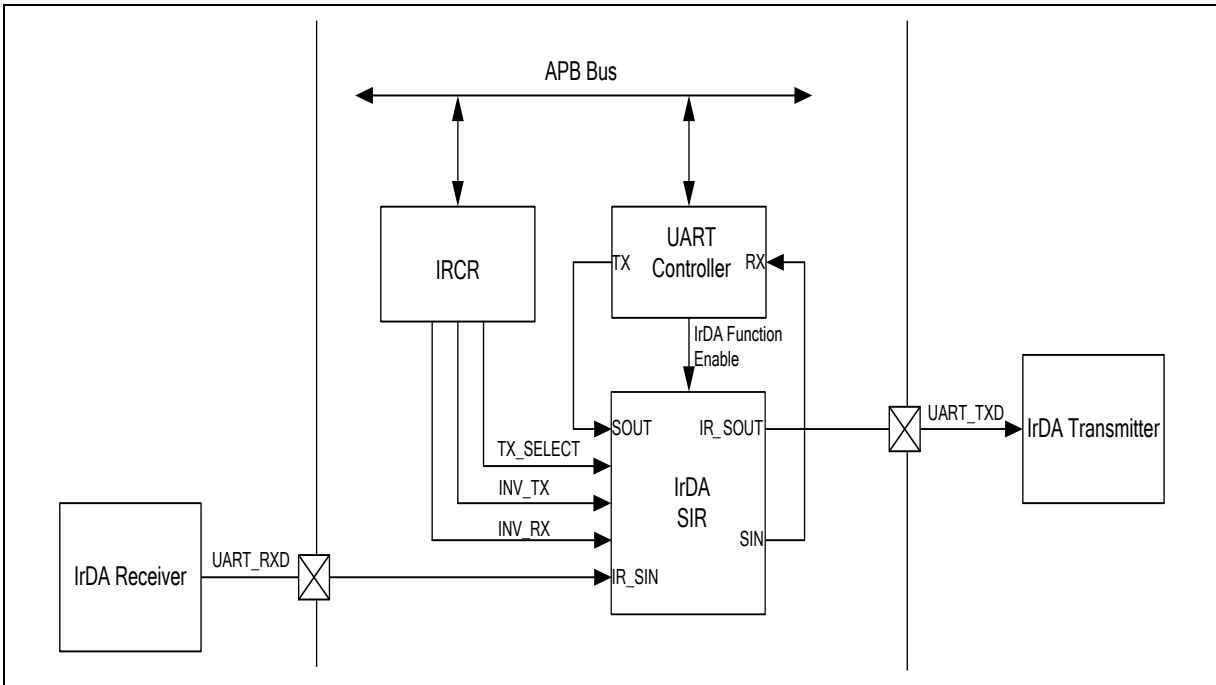 APB Bus
IRCR
UART
Controller
TX
RX
IrDA Function
Enable
SOUT
IR_SOUT
TX_SELECT
INV_TX
INV_RX
IrDA
SIR
SIN
IR_SIN
UART_TXD
IrDA Transmitter
UART_RXD
IrDA Receiver